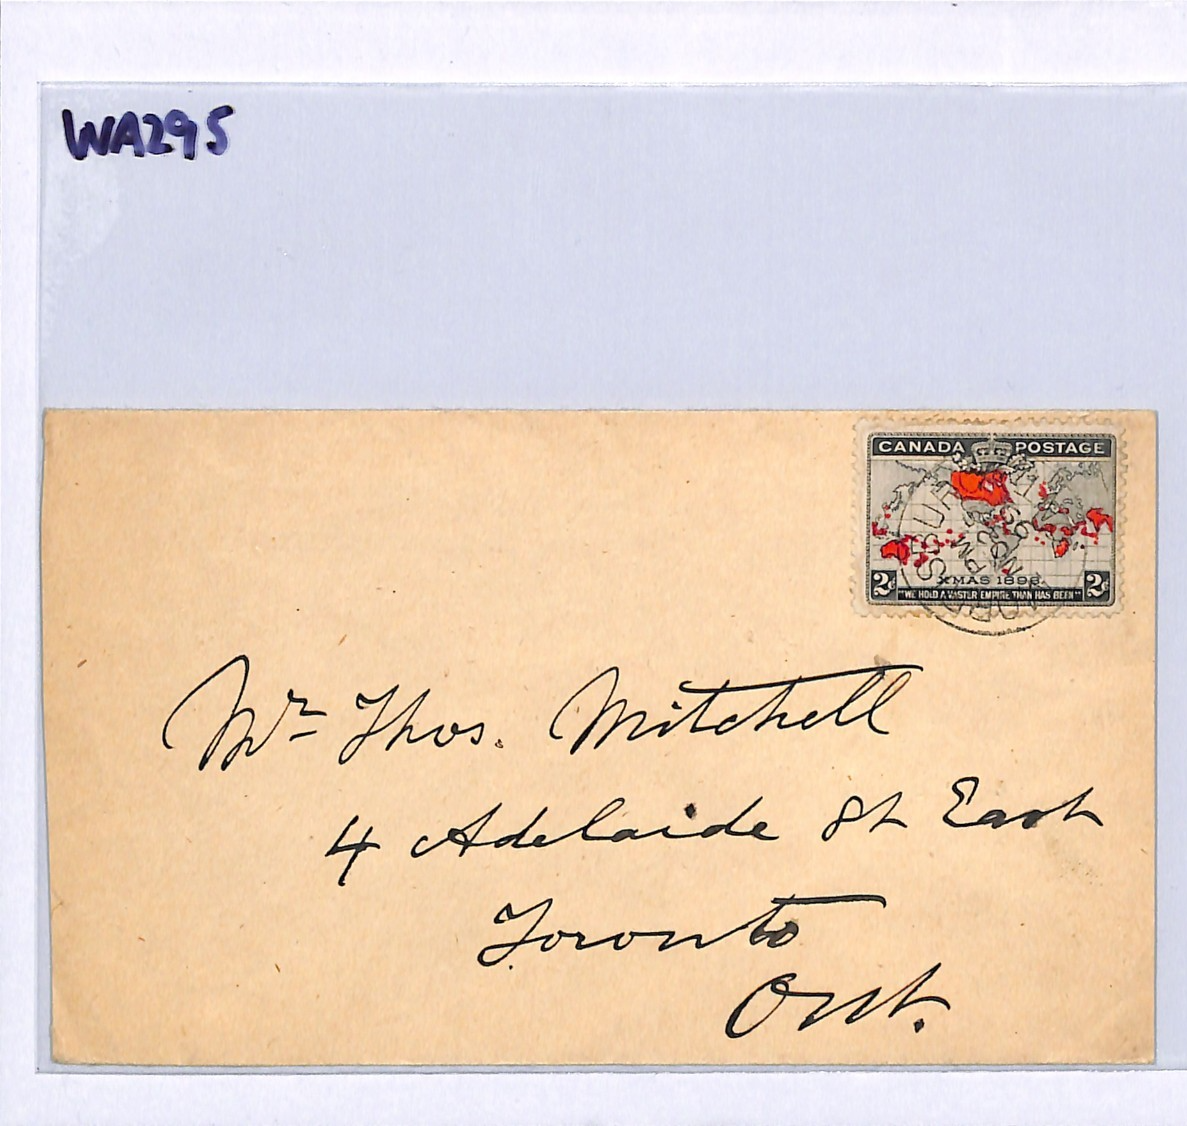 WA295
CANADA POSTAGE
XMAS 1898
2c 2c
"WE HOLD A VASTER EMPIRE THAN HAS BEEN"
PM
Mr Thos. Mitchell
4 Adelaide St East
Toronto
Ont.